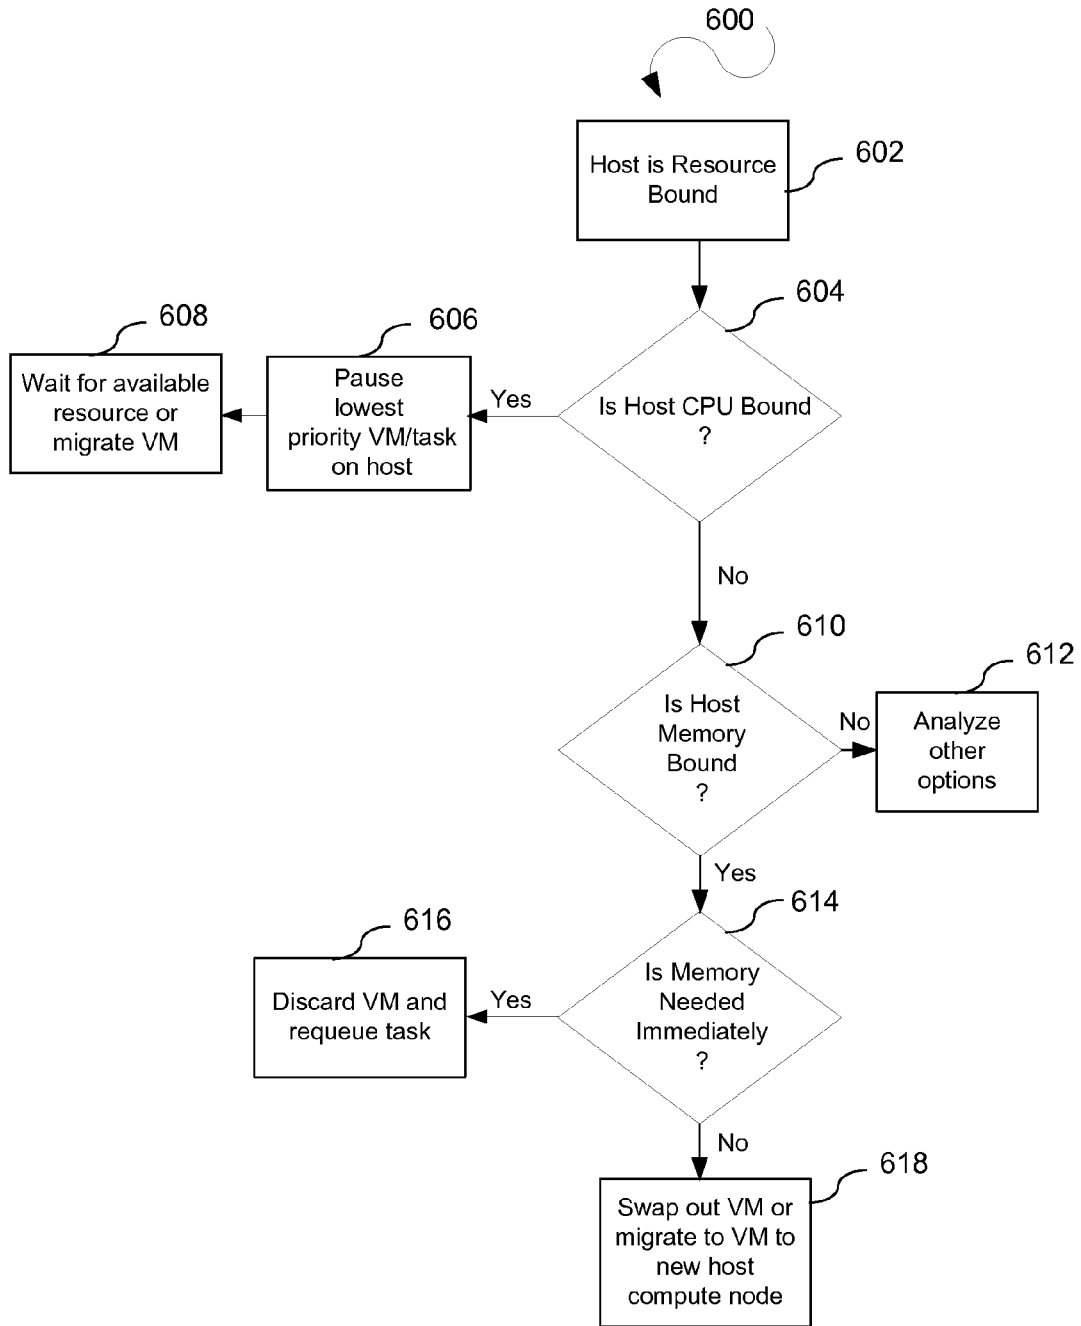 600
Host is Resource
Bound
602
604
Is Host CPU Bound
?
Yes
606
Pause
lowest
priority VM/task
on host
608
Wait for available
resource or
migrate VM
No
610
Is Host
Memory
Bound
?
No
612
Analyze
other
options
Yes
614
Is Memory
Needed
Immediately
?
Yes
616
Discard VM and
requeue task
No
618
Swap out VM or
migrate to VM to
new host
compute node